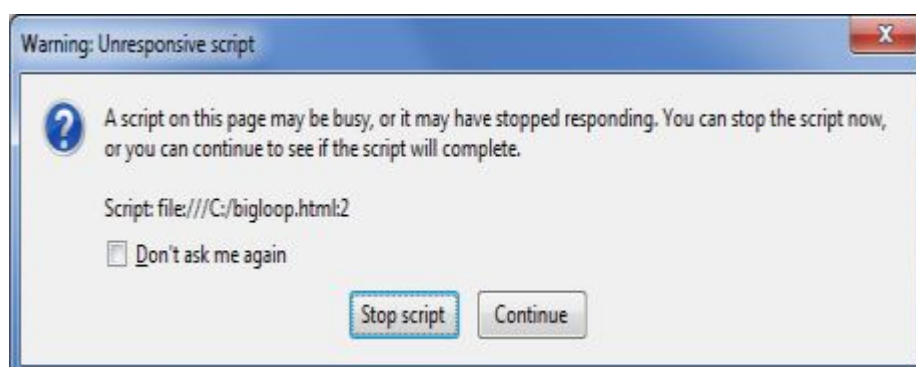 Warning: Unresponsive script
X
?
A script on this page may be busy, or it may have stopped responding. You can stop the script now,
or you can continue to see if the script will complete.
Script: file:///C:/bigloop.html:2
Don't ask me again
Stop script Continue